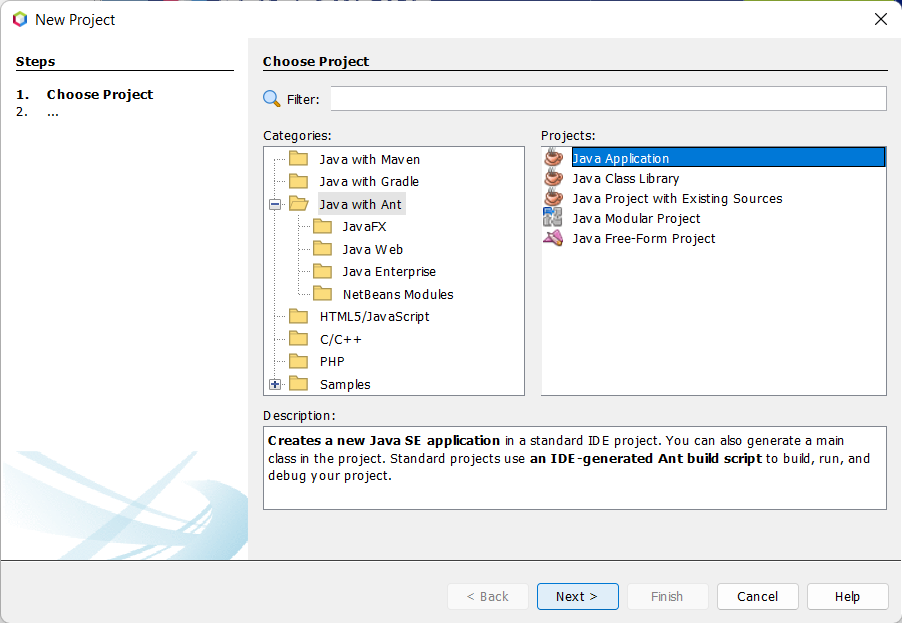 New Project
Steps
1. Choose Project
2. ...
Choose Project
Filter:
Categories:
Java with Maven
Java with Gradle
Java with Ant
JavaFX
Java Web
Java Enterprise
NetBeans Modules
HTML5/JavaScript
C/C++
PHP
Samples
Projects:
Java Application
Java Class Library
Java Project with Existing Sources
Java Modular Project
Java Free-Form Project
Description:
Creates a new Java SE application in a standard IDE project. You can also generate a main
class in the project. Standard projects use an IDE-generated Ant build script to build, run, and
debug your project.
< Back
Next >
Finish
Cancel
Help